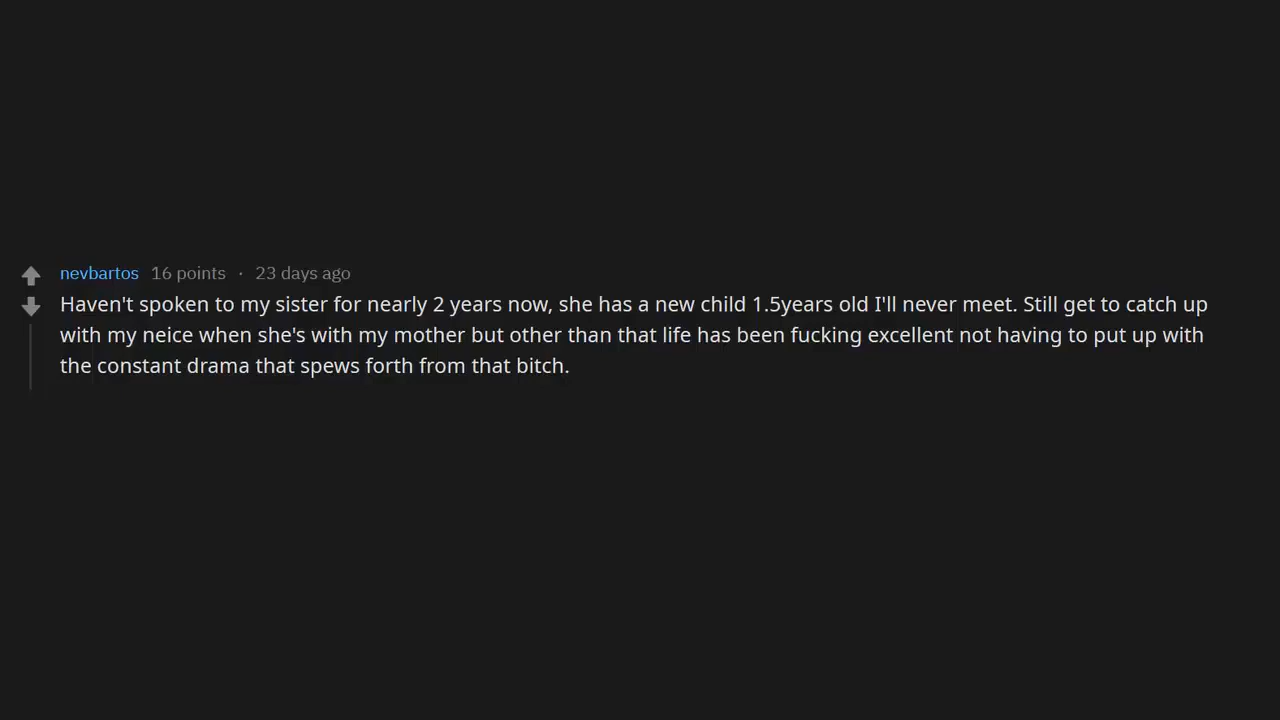 nevbartos 16 points · 23 days ago
Haven't spoken to my sister for nearly 2 years now, she has a new child 1.5years old I'll never meet. Still get to catch up
with my neice when she's with my mother but other than that life has been fucking excellent not having to put up with
the constant drama that spews forth from that bitch.